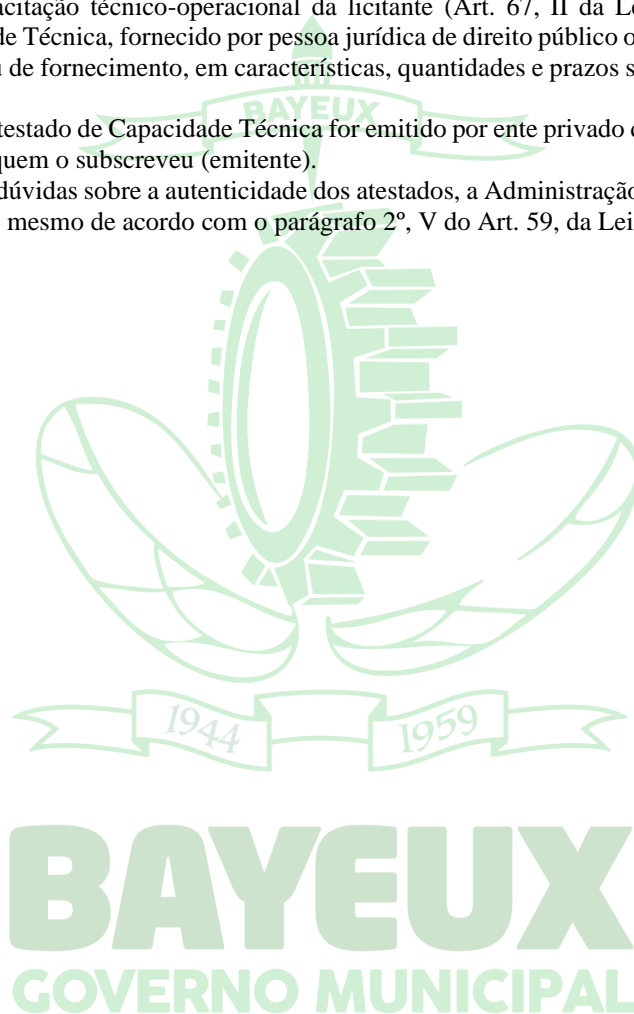 acitação técnico-operacional da licitante (Art. 67, II da Le
de Técnica, fornecido por pessoa jurídica de direito público o
u de fornecimento, em características, quantidades e prazos s
BAYEUX
testado de Capacidade Técnica for emitido por ente privado
quem o subscreveu (emitente).
dúvidas sobre a autenticidade dos atestados, a Administração
mesmo de acordo com o parágrafo 2º, V do Art. 59, da Lei
1944
1959
BAYEUX
GOVERNO MUNICIPAL